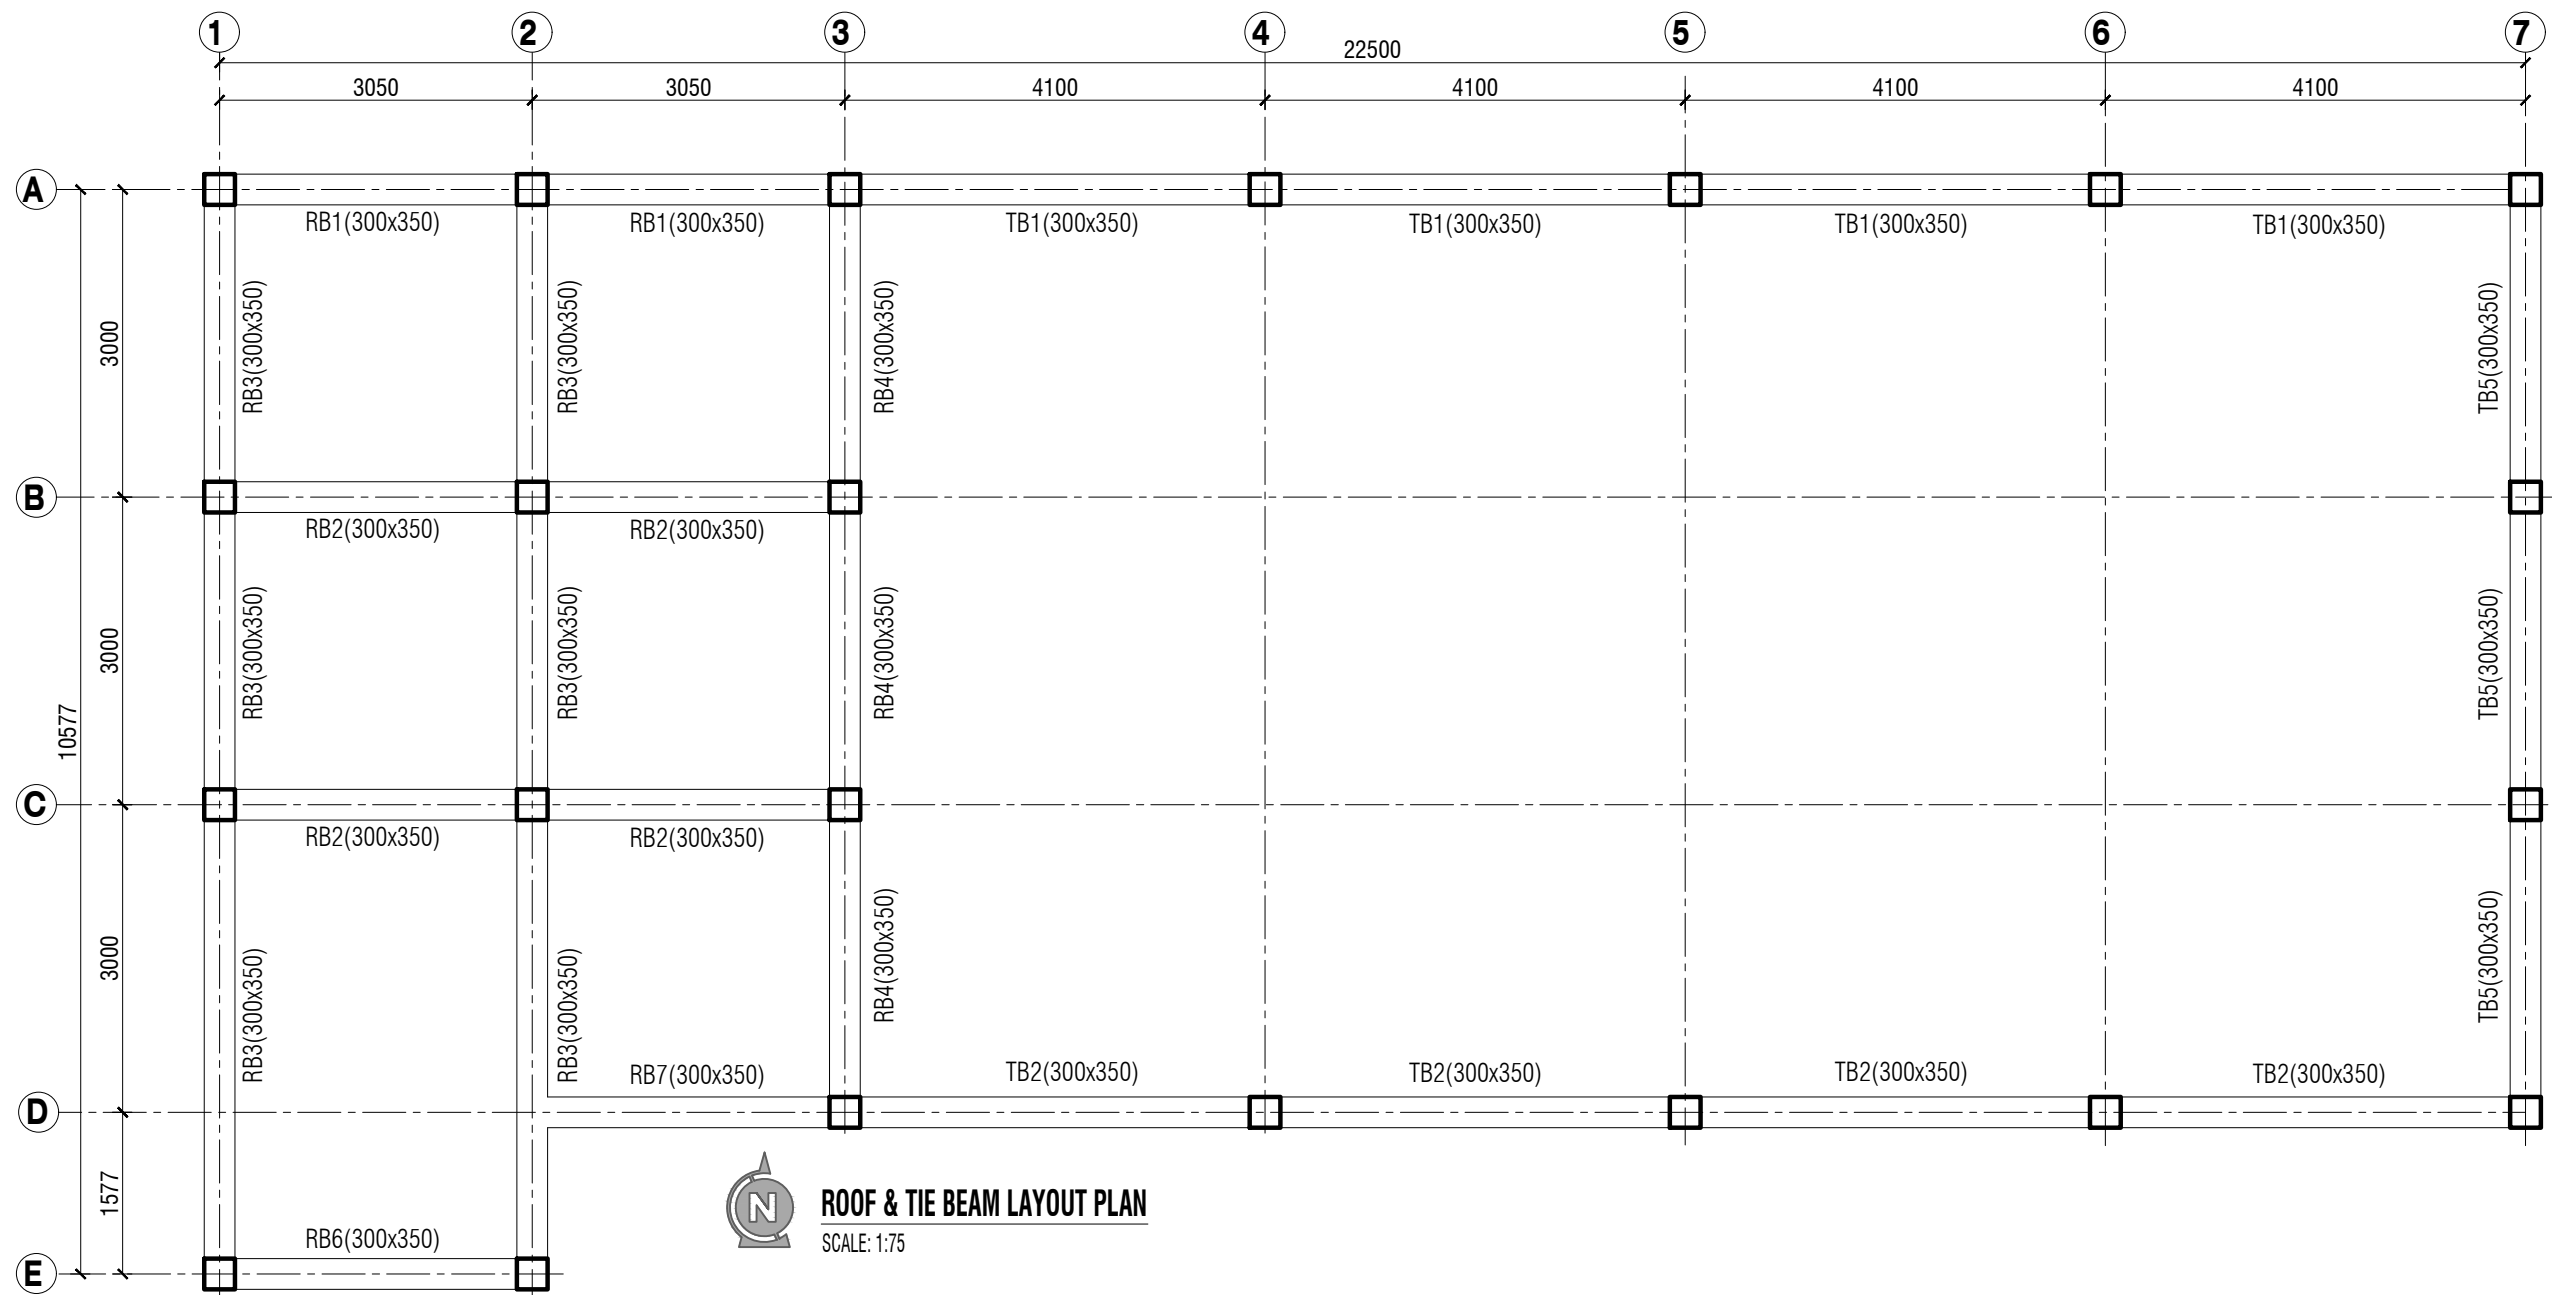 1 2 3 4 5 6 7
22500
3050 3050 4100 4100 4100 4100
A
RB1(300x350) RB1(300x350) TB1(300x350) TB1(300x350) TB1(300x350) TB1(300x350)
3000 RB3(300x350) RB3(300x350) RB4(300x350) TB5(300x350)
B
RB2(300x350) RB2(300x350)
3000 RB3(300x350) RB3(300x350) RB4(300x350) TB5(300x350)
10577
C
RB2(300x350) RB2(300x350)
3000 RB3(300x350) RB3(300x350) RB4(300x350) TB5(300x350)
RB7(300x350) TB2(300x350) TB2(300x350) TB2(300x350) TB2(300x350)
D
1577
N
ROOF & TIE BEAM LAYOUT PLAN
SCALE: 1:75
RB6(300x350)
E